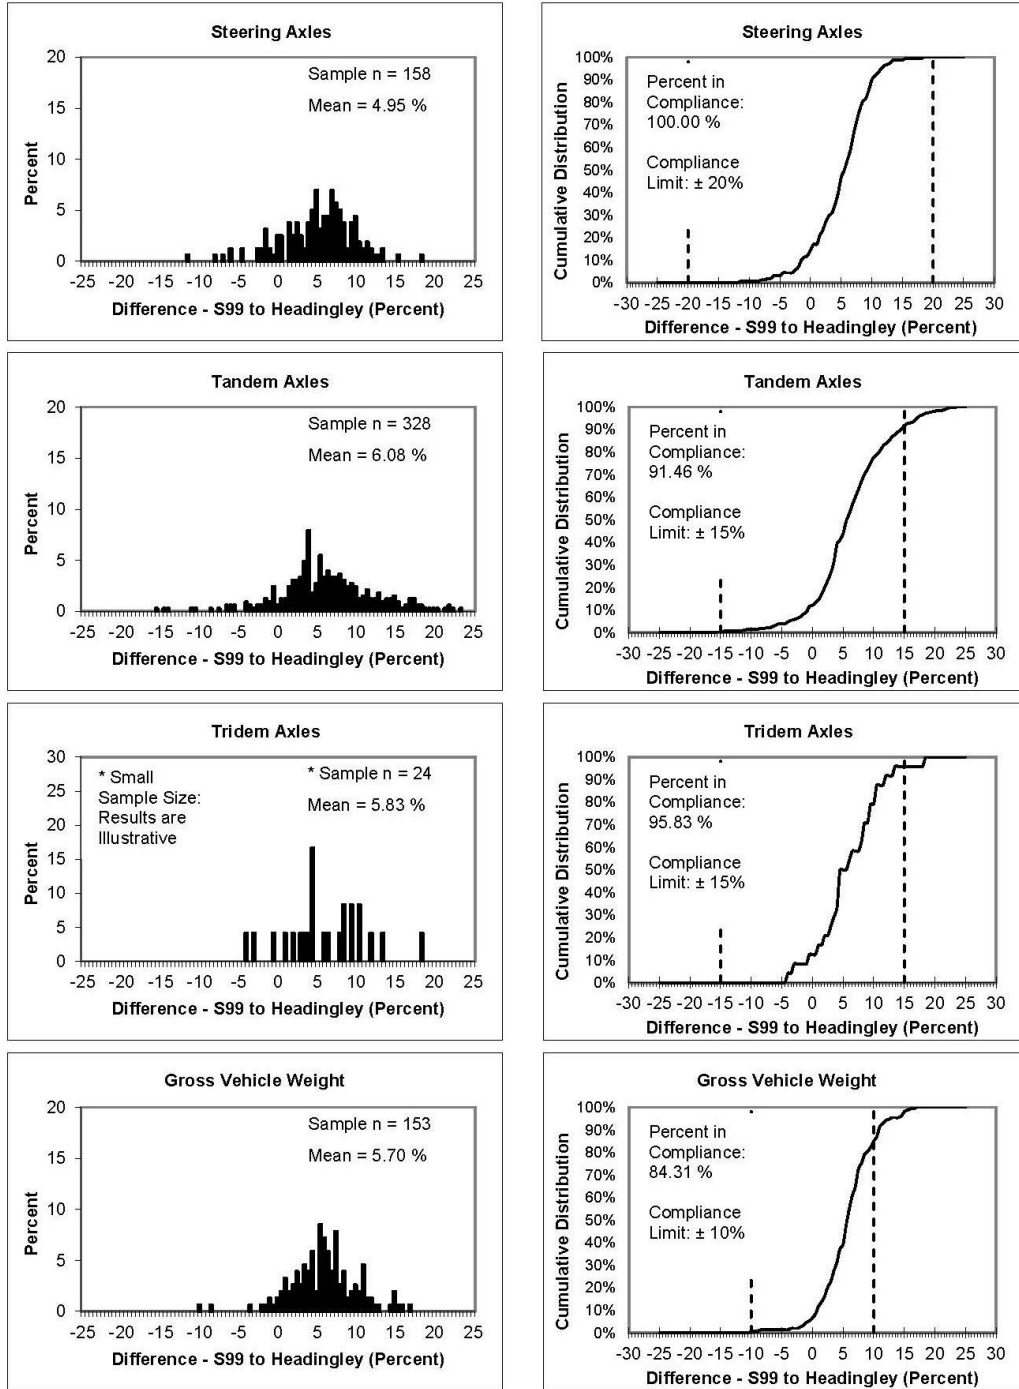 Steering Axles
20
15
10
5
0
Percent
Sample n = 158
Mean = 4.95 %
-25 -20 -15 -10 -5 0 5 10 15 20 25
Difference - S99 to Headingley (Percent)
Steering Axles
100%
90%
80%
70%
60%
50%
40%
30%
20%
10%
0%
Cumulative Distribution
Percent in
Compliance:
100.00 %
Compliance
Limit: ± 20%
-30 -25 -20 -15 -10 -5 0 5 10 15 20 25 30
Difference - S99 to Headingley (Percent)
Tandem Axles
20
15
10
5
0
Percent
Sample n = 328
Mean = 6.08 %
-25 -20 -15 -10 -5 0 5 10 15 20 25
Difference - S99 to Headingley (Percent)
Tandem Axles
100%
90%
80%
70%
60%
50%
40%
30%
20%
10%
0%
Cumulative Distribution
Percent in
Compliance:
91.46 %
Compliance
Limit: ± 15%
-30 -25 -20 -15 -10 -5 0 5 10 15 20 25 30
Difference - S99 to Headingley (Percent)
Tridem Axles
30
25
20
15
10
5
0
Percent
* Small
Sample Size:
Results are
Illustrative
* Sample n = 24
Mean = 5.83 %
-25 -20 -15 -10 -5 0 5 10 15 20 25
Difference - S99 to Headingley (Percent)
Tridem Axles
100%
90%
80%
70%
60%
50%
40%
30%
20%
10%
0%
Cumulative Distribution
Percent in
Compliance:
95.83 %
Compliance
Limit: ± 15%
-30 -25 -20 -15 -10 -5 0 5 10 15 20 25 30
Difference - S99 to Headingley (Percent)
Gross Vehicle Weight
20
15
10
5
0
Percent
Sample n = 153
Mean = 5.70 %
-25 -20 -15 -10 -5 0 5 10 15 20 25
Difference - S99 to Headingley (Percent)
Gross Vehicle Weight
100%
90%
80%
70%
60%
50%
40%
30%
20%
10%
0%
Cumulative Distribution
Percent in
Compliance:
84.31 %
Compliance
Limit: ± 10%
-30 -25 -20 -15 -10 -5 0 5 10 15 20 25 30
Difference - S99 to Headingley (Percent)